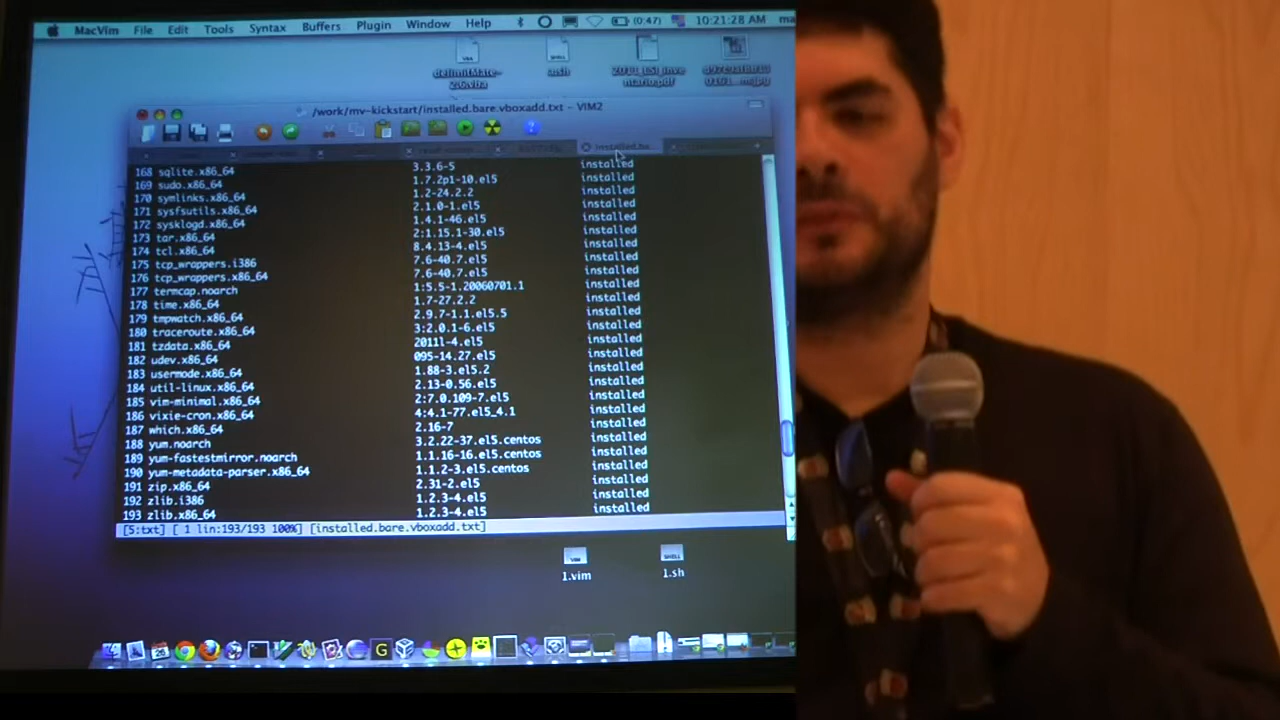 MacVim File Edit Tools Syntax Buffers Plugin Window Help (0:47) 10:21:28 AM ma
delimitMate-
2.6.vba
a.sh
/work/mv-kickstart/installed.bare.vboxadd.txt - VIM2
168 sqlite.x86_64 3.3.6-5 installed
169 sudo.x86_64 1.7.2p1-10.el5 installed
170 symlinks.x86_64 1.2-24.2.2 installed
171 sysfsutils.x86_64 2.1.0-1.el5 installed
172 sysklogd.x86_64 1.4.1-46.el5 installed
173 tar.x86_64 2:1.15.1-30.el5 installed
174 tcl.x86_64 8.4.13-4.el5 installed
175 tcp_wrappers.i386 7.6-40.7.el5 installed
176 tcp_wrappers.x86_64 7.6-40.7.el5 installed
177 termcap.noarch 1:5.5-1.20060701.1 installed
178 time.x86_64 1.7-27.2.2 installed
179 tmpwatch.x86_64 2.9.7-1.1.el5.5 installed
180 traceroute.x86_64 3:2.0.1-6.el5 installed
181 tzdata.x86_64 2011l-4.el5 installed
182 udev.x86_64 095-14.27.el5 installed
183 usermode.x86_64 1.88-3.el5.2 installed
184 util-linux.x86_64 2.13-0.56.el5 installed
185 vim-minimal.x86_64 2:7.0.109-7.el5 installed
186 vixie-cron.x86_64 4:4.1-77.el5_4.1 installed
187 which.x86_64 2.16-7 installed
188 yum.noarch 3.2.22-37.el5.centos installed
189 yum-fastestmirror.noarch 1.1.16-16.el5.centos installed
190 yum-metadata-parser.x86_64 1.1.2-3.el5.centos installed
191 zip.x86_64 2.31-2.el5 installed
192 zlib.i386 1.2.3-4.el5 installed
193 zlib.x86_64 1.2.3-4.el5 installed
[5:txt] [ 1 lin:193/193 100%] [installed.bare.vboxadd.txt]
1.vim
1.sh